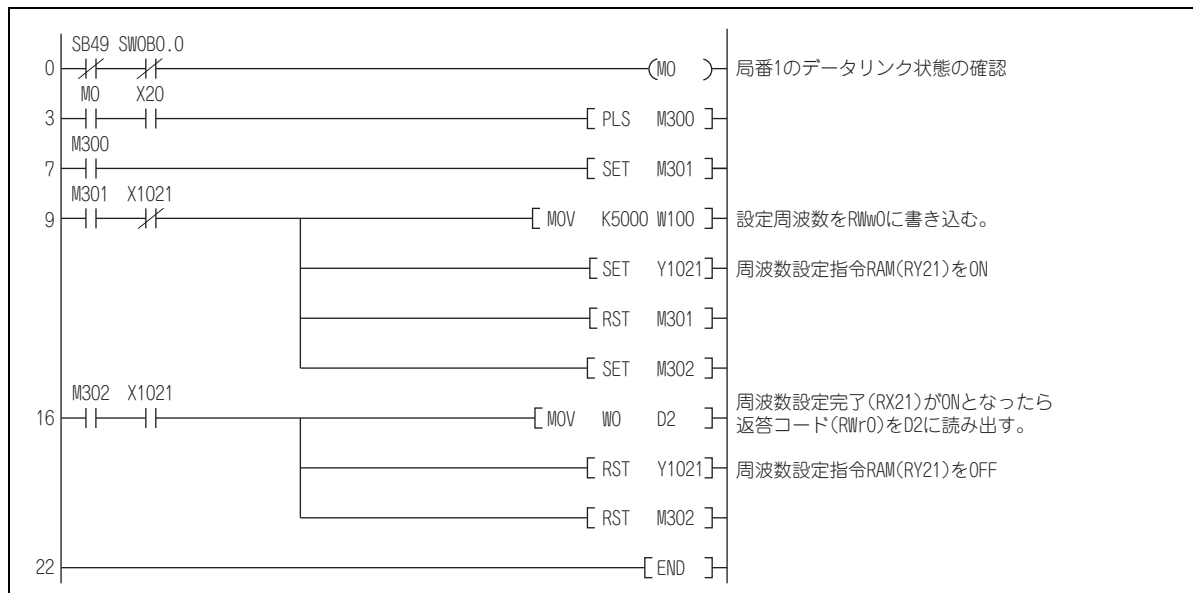 SB49 SW0B0.0
0 (M0 ) 局番1のデータリンク状態の確認
M0 X20
3 [ PLS M300 ]
M300
7 [ SET M301 ]
M301 X1021
9 [ MOV K5000 W100 ] 設定周波数をRWw0に書き込む。
[ SET Y1021 ] 周波数設定指令RAM(RY21)をON
[ RST M301 ]
[ SET M302 ]
M302 X1021
16 [ MOV W0 D2 ] 周波数設定完了(RX21)がONとなったら
返答コード(RWr0)をD2に読み出す。
[ RST Y1021 ] 周波数設定指令RAM(RY21)をOFF
[ RST M302 ]
22 [ END ]